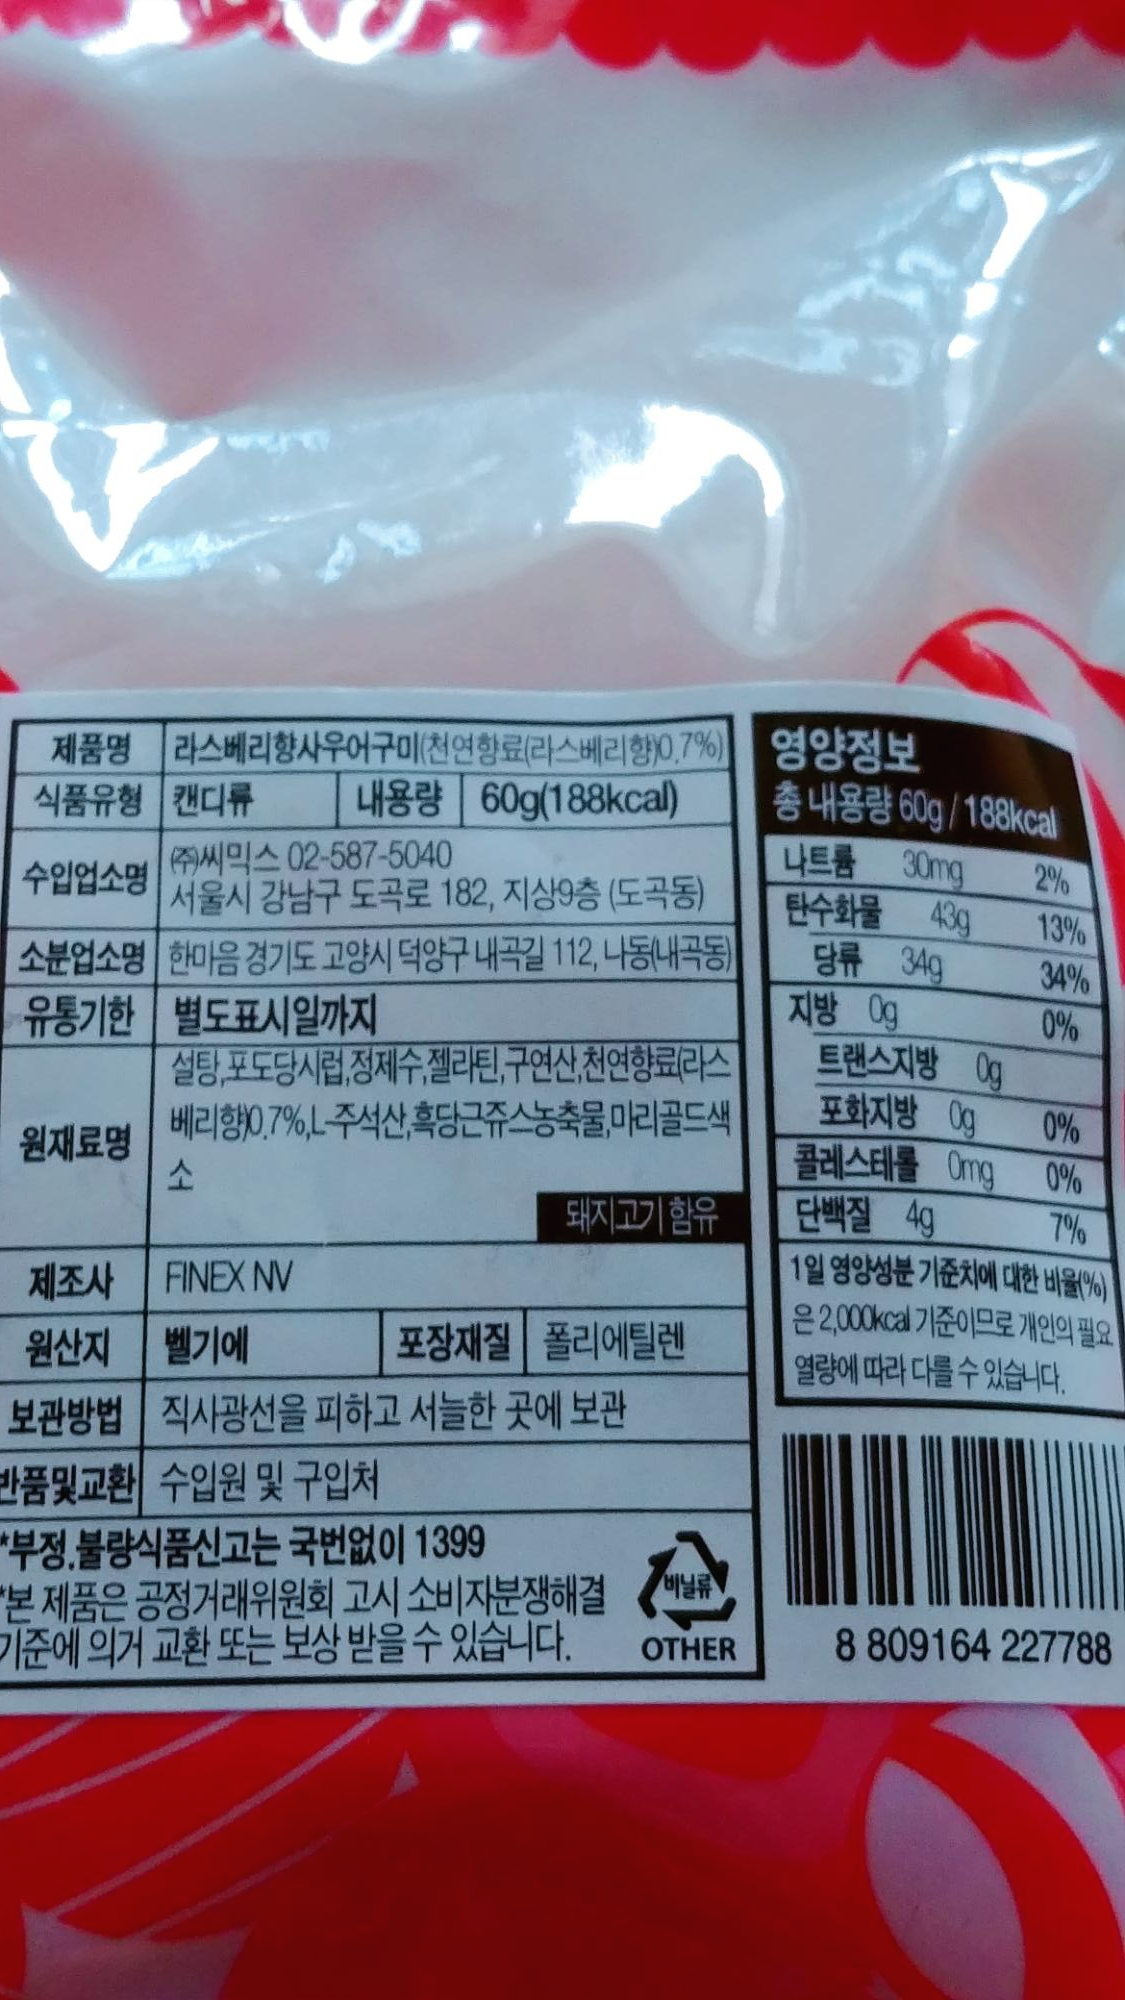 제품명 라스베리향사우어구미(천연향료(라스베리향)0.7%)
식품유형 캔디류 내용량 60g(188kcal)
수입업소명 ㈜씨믹스 02-587-5040
서울시 강남구 도곡로 182, 지상9층 (도곡동)
소분업소명 한마음 경기도 고양시 덕양구 내곡길 112, 나동(내곡동)
유통기한 별도표시일까지
원재료명 설탕,포도당시럽,정제수,젤라틴,구연산,천연향료(라스
베리향)0.7%,L-주석산,흑당근쥬스농축물,마리골드색
소
돼지고기 함유
제조사 FINEX NV
원산지 벨기에 포장재질 폴리에틸렌
보관방법 직사광선을 피하고 서늘한 곳에 보관
반품및교환 수입원 및 구입처
*부정.불량식품신고는 국번없이 1399
*본 제품은 공정거래위원회 고시 소비자분쟁해결
기준에 의거 교환 또는 보상 받을 수 있습니다.
비닐류
OTHER
영양정보
총 내용량 60g / 188kcal
나트륨 30mg 2%
탄수화물 43g 13%
당류 34g 34%
지방 0g 0%
트랜스지방 0g
포화지방 0g 0%
콜레스테롤 0mg 0%
단백질 4g 7%
1일 영양성분 기준치에 대한 비율(%)
은 2,000kcal 기준이므로 개인의 필요
열량에 따라 다를 수 있습니다.
8 809164 227788